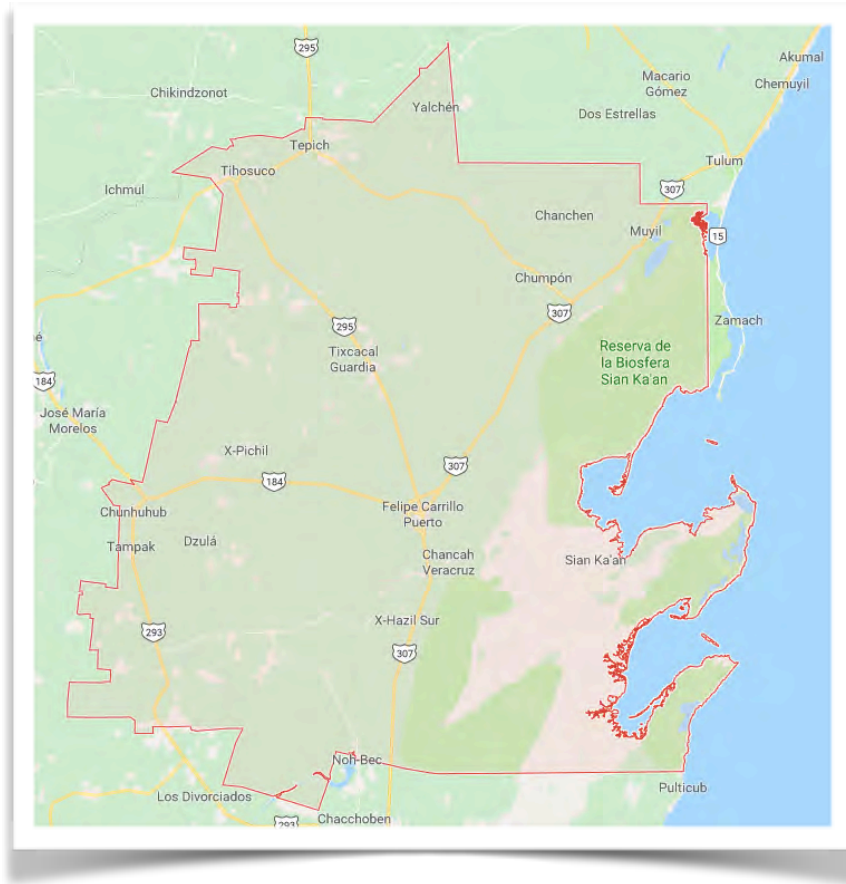 295
Akumal
Chikindzonot
Macario
Gómez
Chemuyil
Yalchén
Dos Estrellas
Tepich
Tulum
Tihosuco
Ichmul
307
Chanchen
Muyil
15
Chumpón
307
Zamach
295
Tixcacal
Guardia
Reserva de
la Biosfera
Sian Ka'an
184
José María
Morelos
X-Pichil
307
184
Felipe Carrillo
Puerto
Chunhuhub
Dzulá
Tampak
Chancah
Veracruz
Sian Ka'an
X-Hazil Sur
293
307
Noh-Bec
Pulticub
Los Divorciados
Chacchoben
293